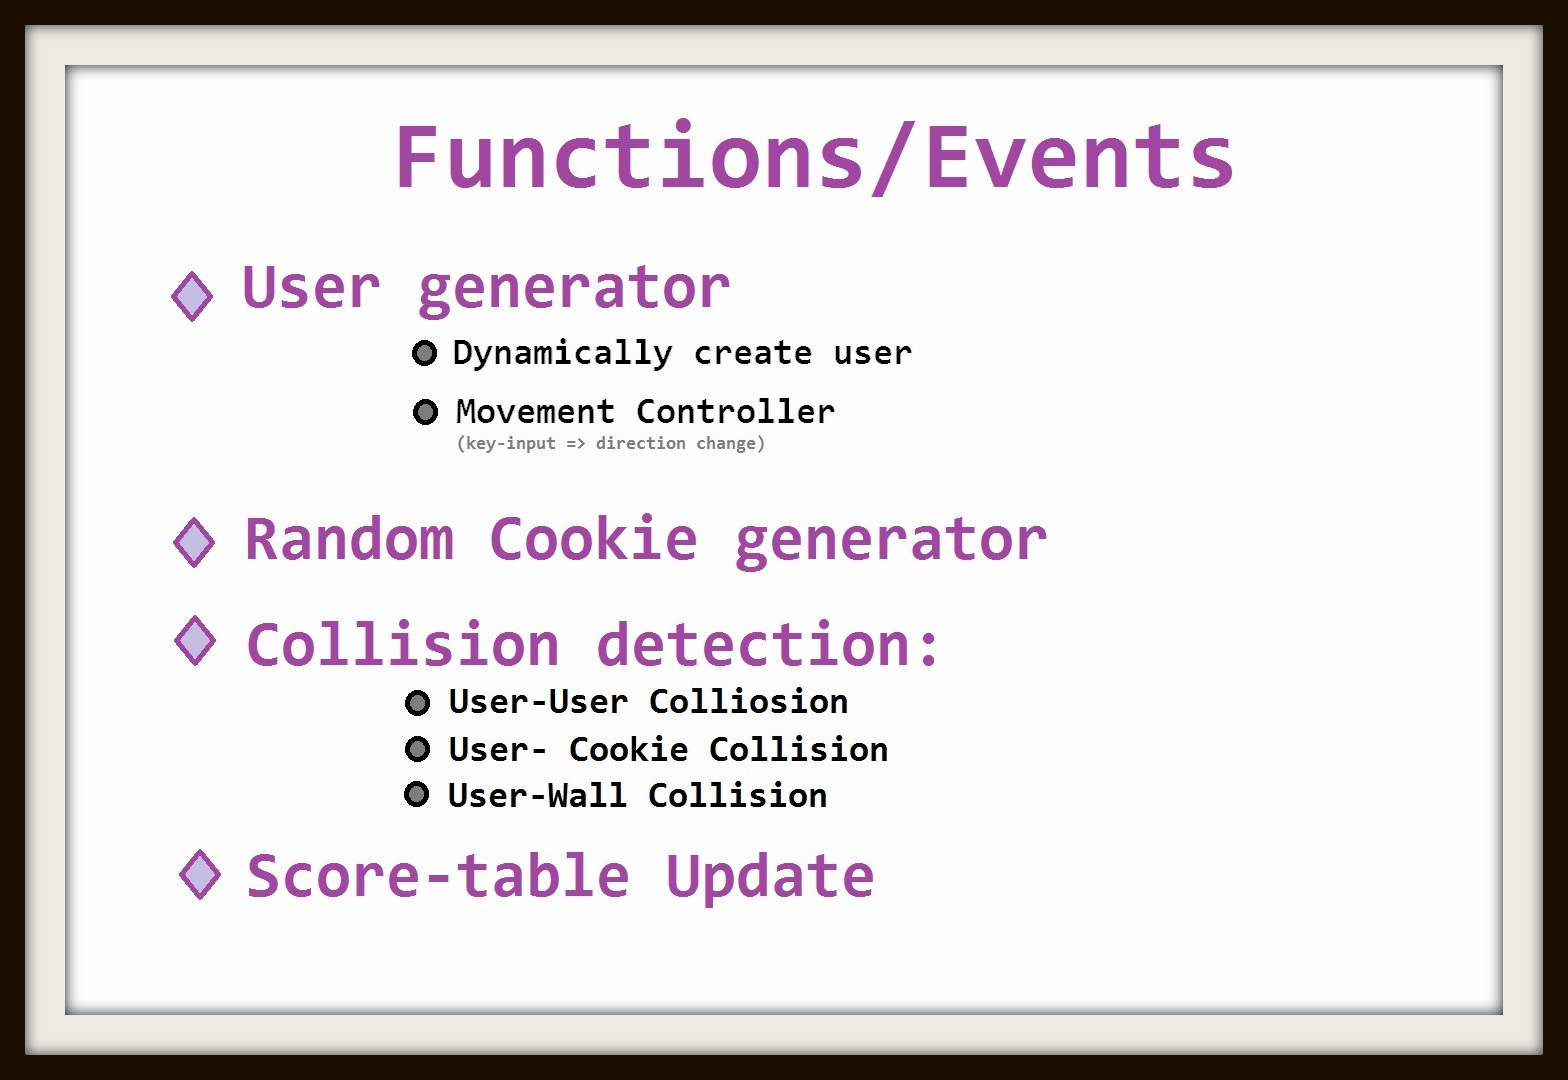 Functions/Events
User generator
Dynamically create user
Movement Controller
(key-input => direction change)
Random Cookie generator
Collision detection:
User-User Colliosion
User- Cookie Collision
User-Wall Collision
Score-table Update